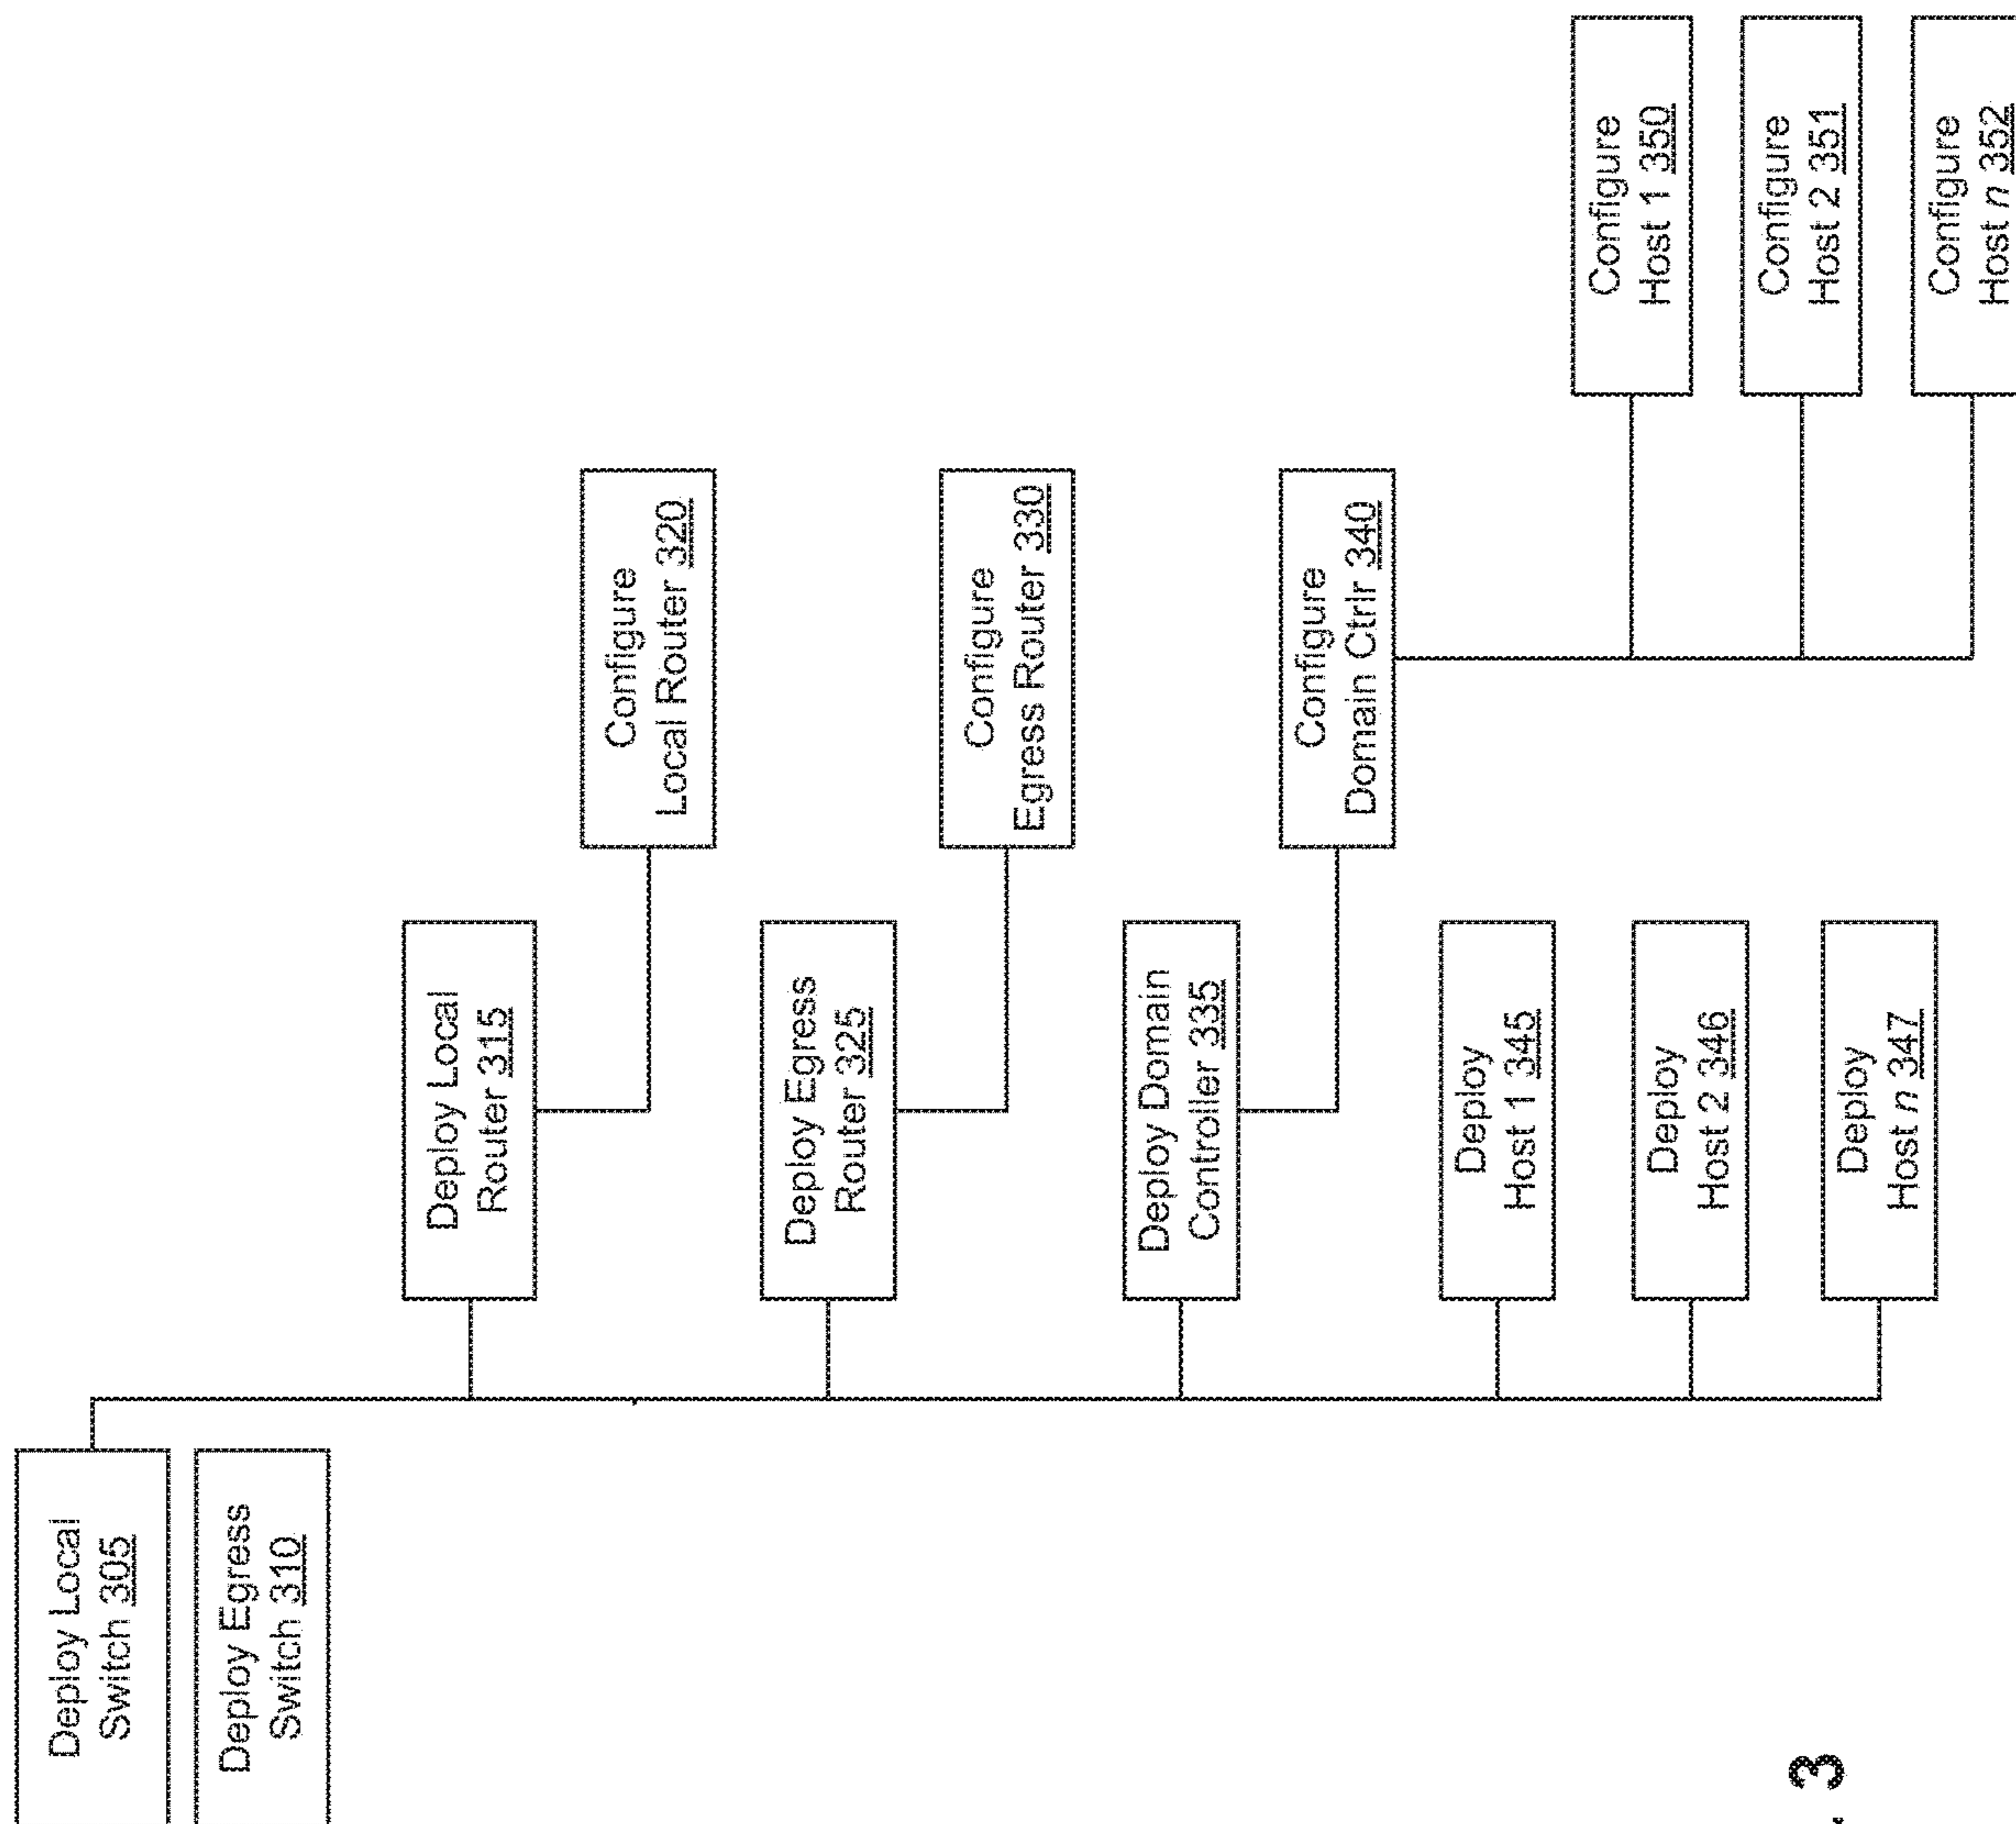 Deploy Local
Switch 305
Deploy Egress
Switch 310
Deploy Local
Router 315
Configure
Local Router 320
Deploy Egress
Router 325
Configure
Egress Router 330
Deploy Domain
Controller 335
Configure
Domain Ctrlr 340
Deploy
Host 1 345
Deploy
Host 2 346
Deploy
Host n 347
Configure
Host 1 350
Configure
Host 2 351
Configure
Host n 352
. 3